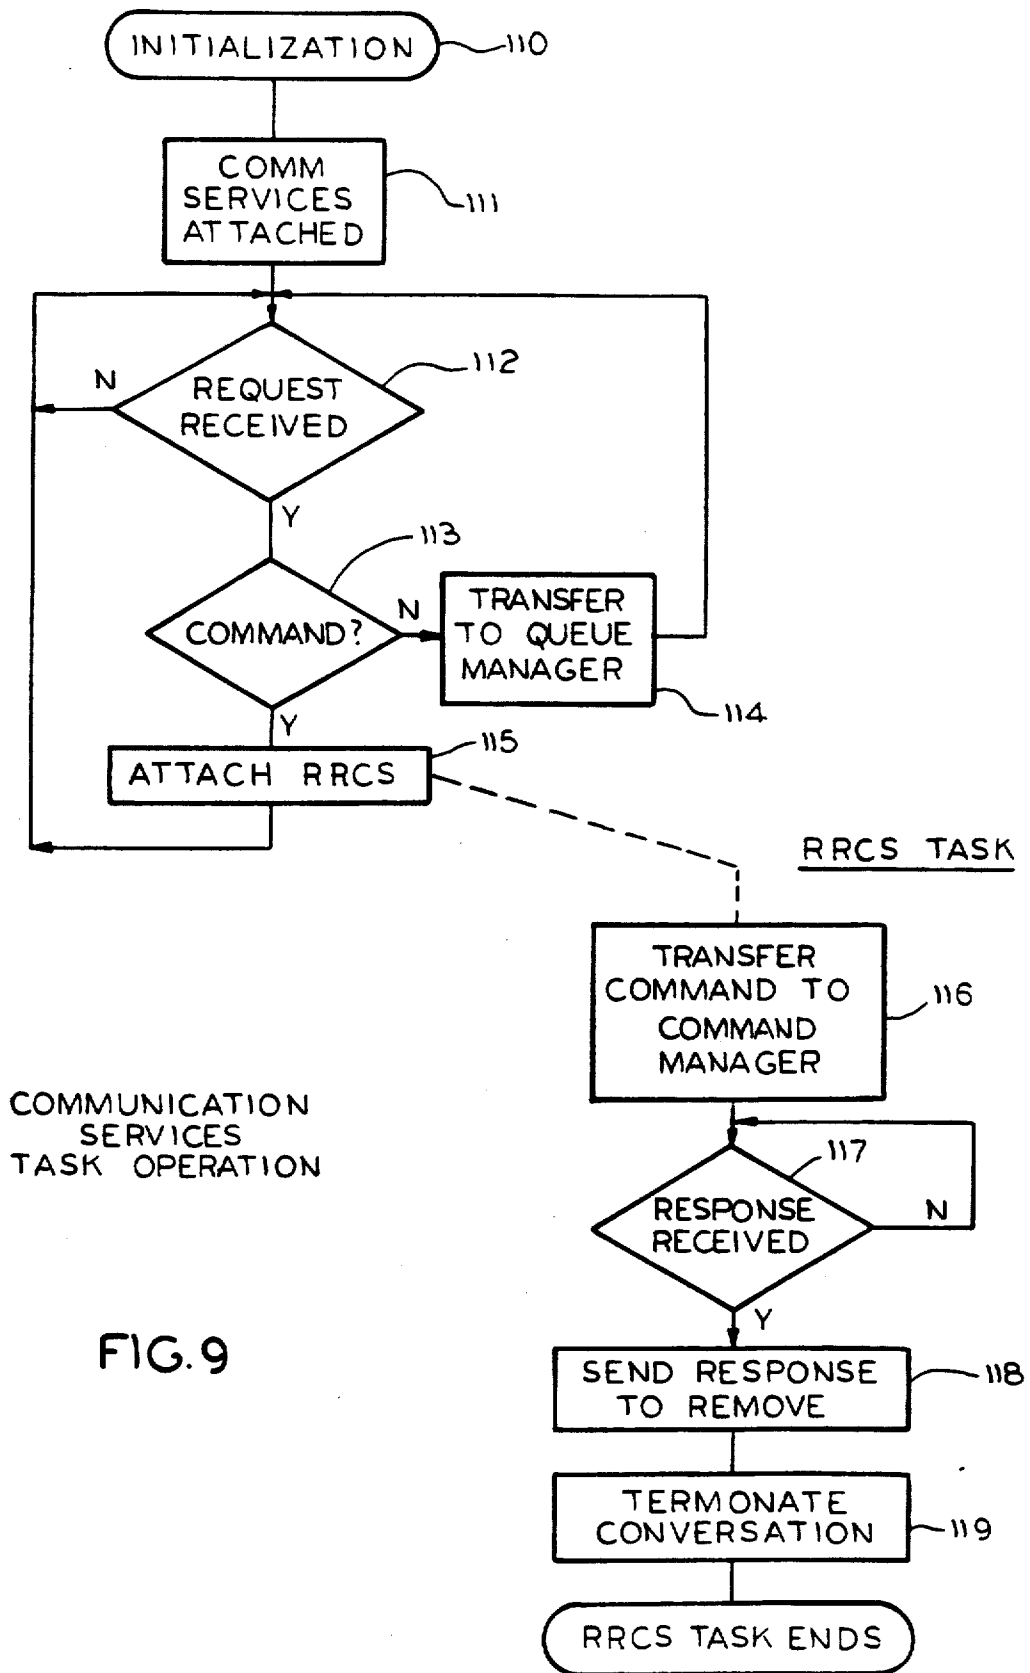 INITIALIZATION
110
COMM
SERVICES
ATTACHED
111
REQUEST
RECEIVED
112
N
Y
COMMAND?
113
N
TRANSFER
TO QUEUE
MANAGER
114
Y
ATTACH RRCS
115
RRCS TASK
TRANSFER
COMMAND TO
COMMAND
MANAGER
116
COMMUNICATION
SERVICES
TASK OPERATION
RESPONSE
RECEIVED
117
N
Y
FIG.9
SEND RESPONSE
TO REMOVE
118
TERMONATE
CONVERSATION
119
RRCS TASK ENDS